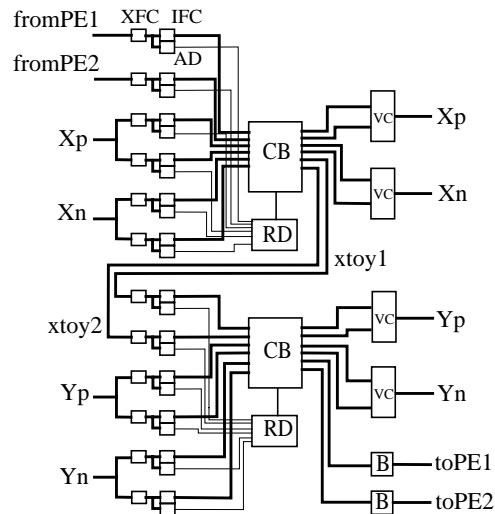 XFC IFC
fromPE1
AD
fromPE2
Xp
VC
Xp
CB
Xn
VC
Xn
RD
xtoy1
xtoy2
VC
Yp
CB
Yp
VC
Yn
RD
Yn
B
toPE1
B
toPE2